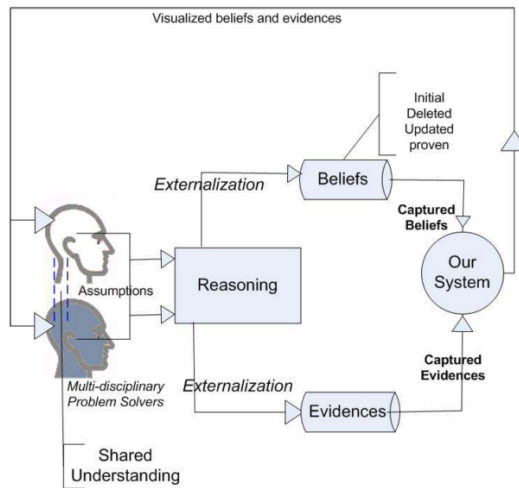 Visualized beliefs and evidences
Initial
Deleted
Updated
proven
Externalization
Beliefs
Captured
Beliefs
Our
System
Reasoning
Assumptions
Captured
Evidences
Multi-disciplinary
Problem Solvers
Externalization
Evidences
Shared
Understanding